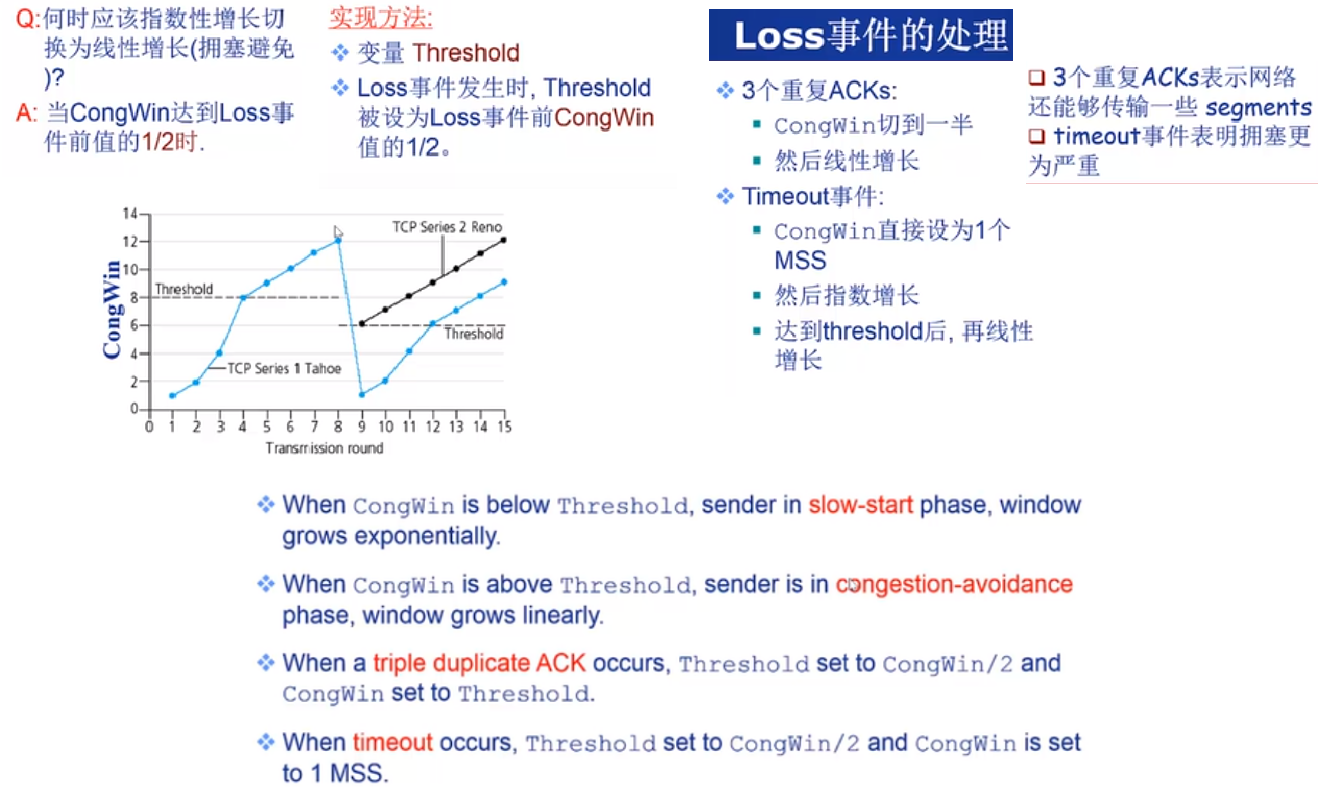 Q:何时应该指数性增长切
换为线性增长(拥塞避免
)?
A: 当CongWin达到Loss事
件前值的1/2时.
实现方法:
变量 Threshold
Loss事件发生时, Threshold
被设为Loss事件前CongWin
值的1/2。
Loss事件的处理
3个重复ACKs:
CongWin切到一半
然后线性增长
Timeout事件:
CongWin直接设为1个
MSS
然后指数增长
达到threshold后, 再线性
增长
3个重复ACKs表示网络
还能够传输一些 segments
timeout事件表明拥塞更
为严重
CongWin
14
12
10
8
6
4
2
0
TCP Series 2 Reno
Threshold
Threshold
TCP Series 1 Tahoe
0 1 2 3 4 5 6 7 8 9 10 11 12 13 14 15
Transmission round
When CongWin is below Threshold, sender in slow-start phase, window
grows exponentially.
When CongWin is above Threshold, sender is in congestion-avoidance
phase, window grows linearly.
When a triple duplicate ACK occurs, Threshold set to CongWin/2 and
CongWin set to Threshold.
When timeout occurs, Threshold set to CongWin/2 and CongWin is set
to 1 MSS.